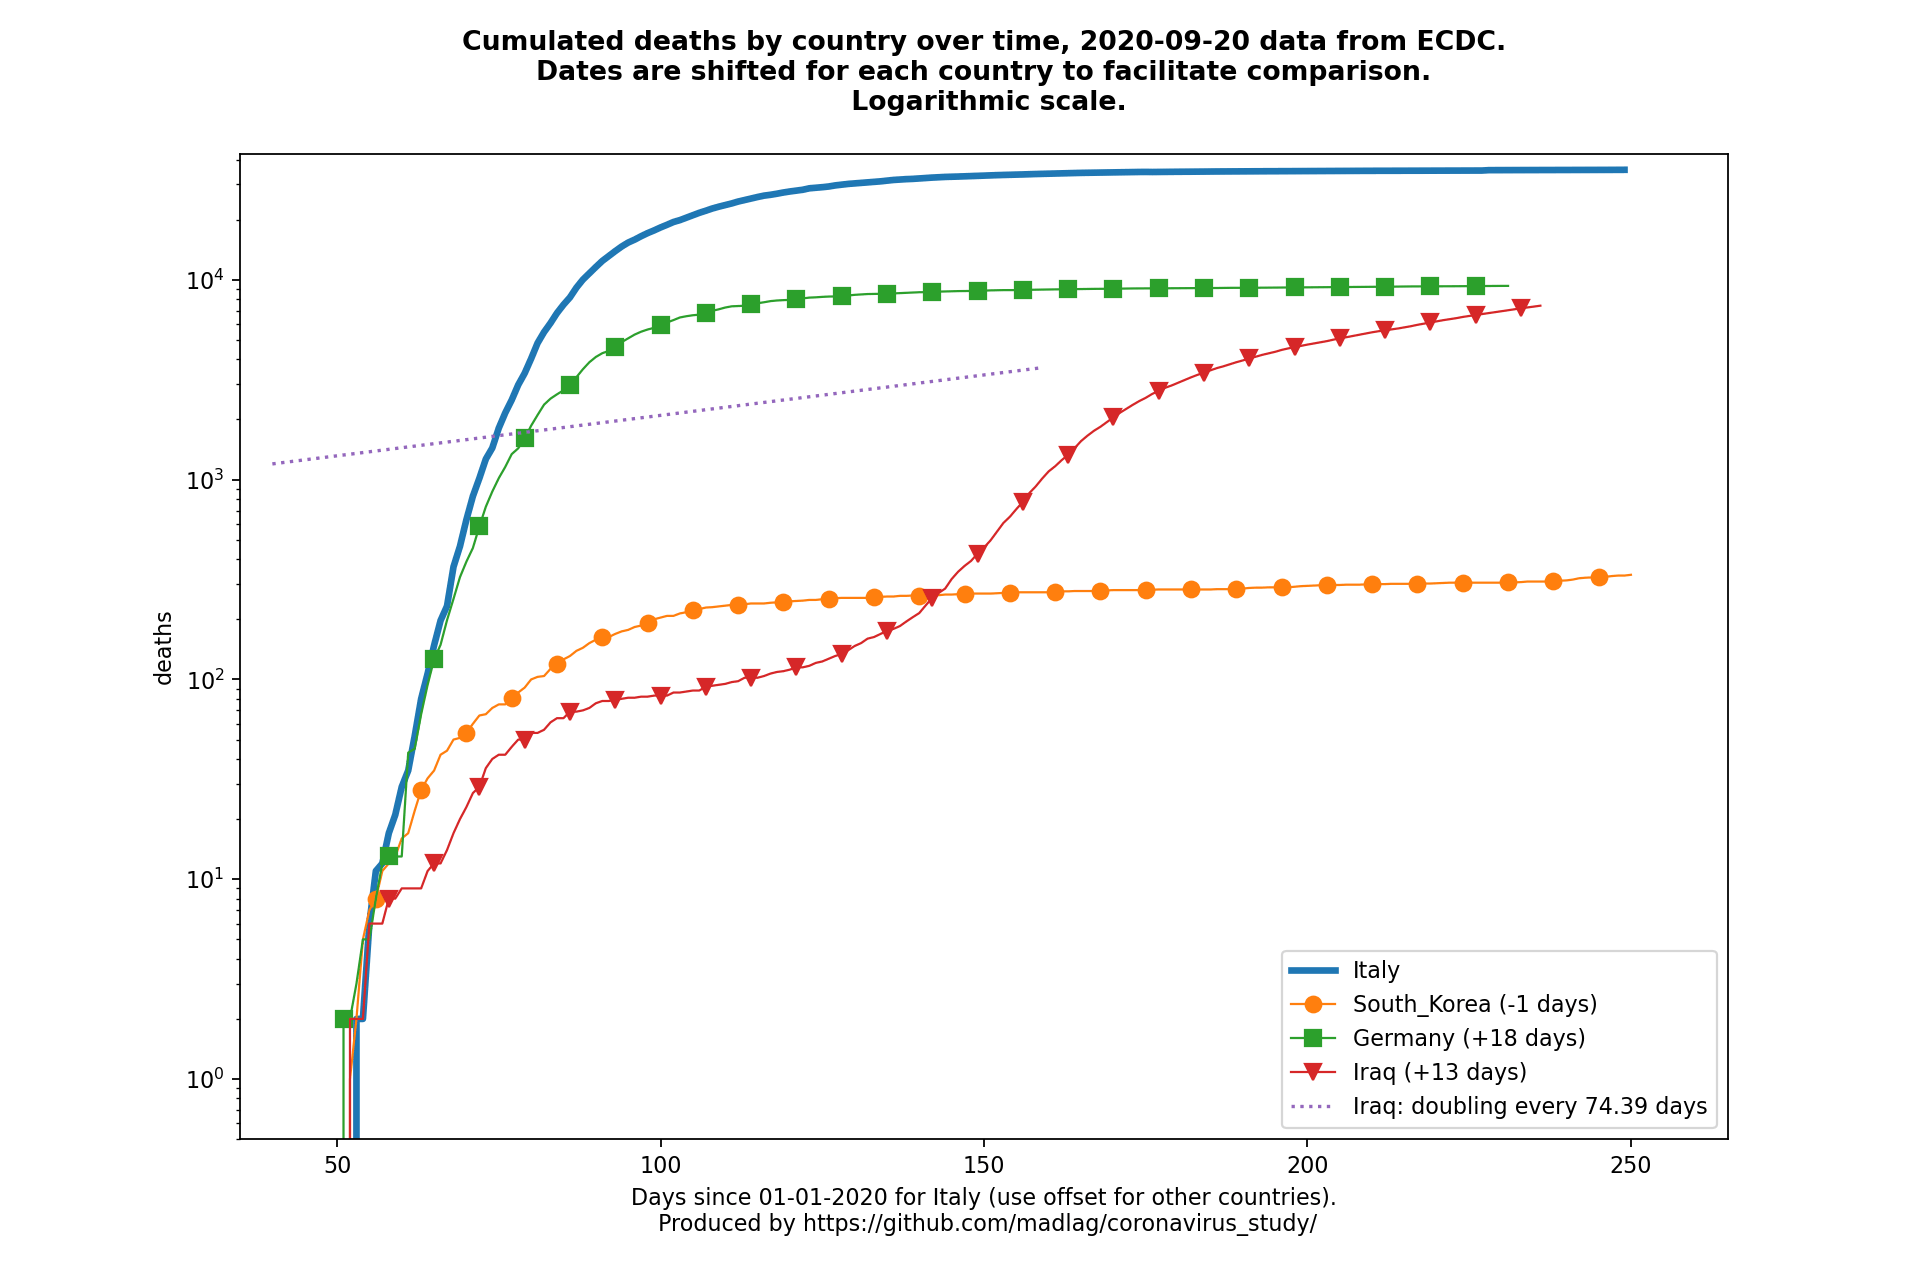 Cumulated deaths by country over time, 2020-09-20 data from ECDC.
Dates are shifted for each country to facilitate comparison.
Logarithmic scale.
deaths
10^4
10^3
10^2
10^1
10^0
50 100 150 200 250
Italy
South_Korea (-1 days)
Germany (+18 days)
Iraq (+13 days)
Iraq: doubling every 74.39 days
Days since 01-01-2020 for Italy (use offset for other countries).
Produced by https://github.com/madlag/coronavirus_study/